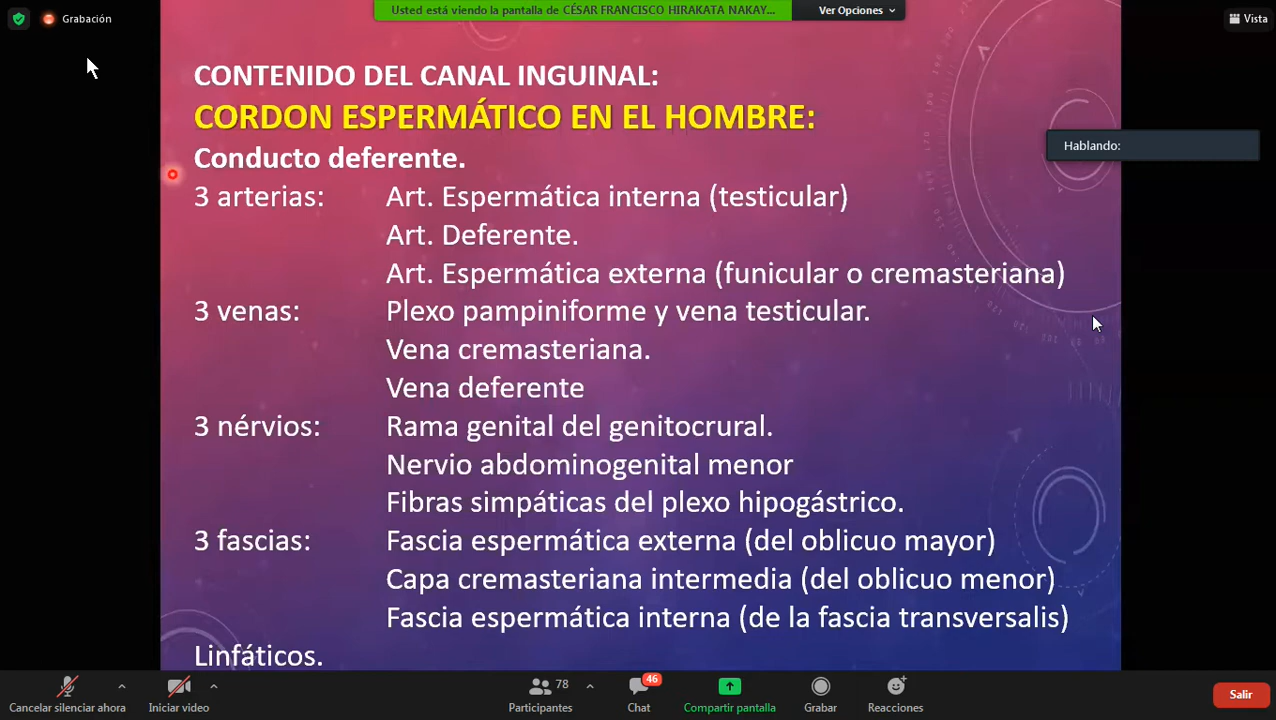 Grabación
Usted está viendo la pantalla de CÉSAR FRANCISCO HIRAKATA NAKAY...
Ver Opciones
Vista
CONTENIDO DEL CANAL INGUINAL:
CORDON ESPERMÁTICO EN EL HOMBRE:
Hablando:
Conducto deferente.
3 arterias: Art. Espermática interna (testicular)
Art. Deferente.
Art. Espermática externa (funicular o cremasteriana)
3 venas: Plexo pampiniforme y vena testicular.
Vena cremasteriana.
Vena deferente
3 nérvios: Rama genital del genitocrural.
Nervio abdominogenital menor
Fibras simpáticas del plexo hipogástrico.
3 fascias: Fascia espermática externa (del oblicuo mayor)
Capa cremasteriana intermedia (del oblicuo menor)
Fascia espermática interna (de la fascia transversalis)
Linfáticos.
78
46
Cancelar silenciar ahora
Iniciar video
Participantes
Chat
Compartir pantalla
Grabar
Reacciones
Salir